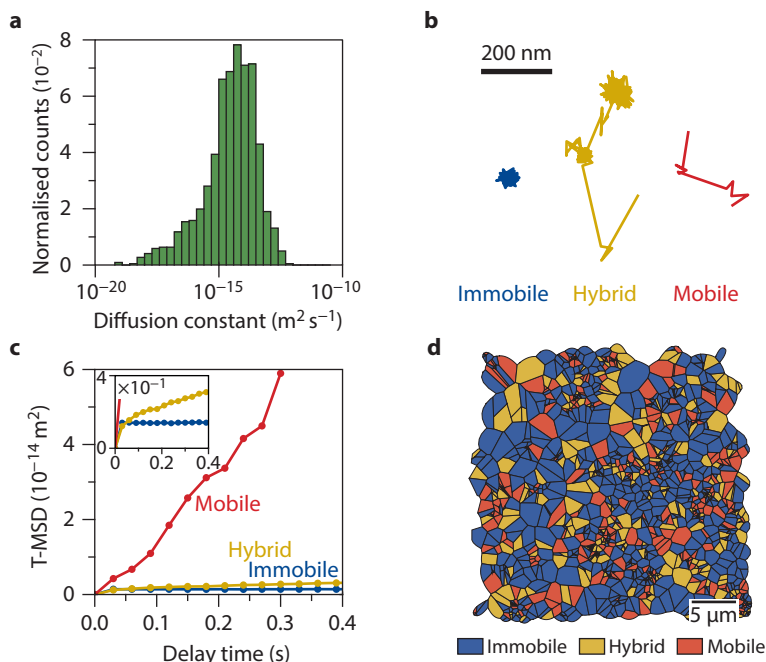 a
8
6
4
2
0
Normalised counts (10⁻²)
10⁻²⁰
10⁻¹⁵
10⁻¹⁰
Diffusion constant (m² s⁻¹)
b
200 nm
Immobile
Hybrid
Mobile
c
6
4
2
0
T-MSD (10⁻¹⁴ m²)
4
×10⁻¹
0
0
0.2
0.4
Mobile
Hybrid
Immobile
0.0
0.1
0.2
0.3
0.4
Delay time (s)
d
5 µm
Immobile
Hybrid
Mobile